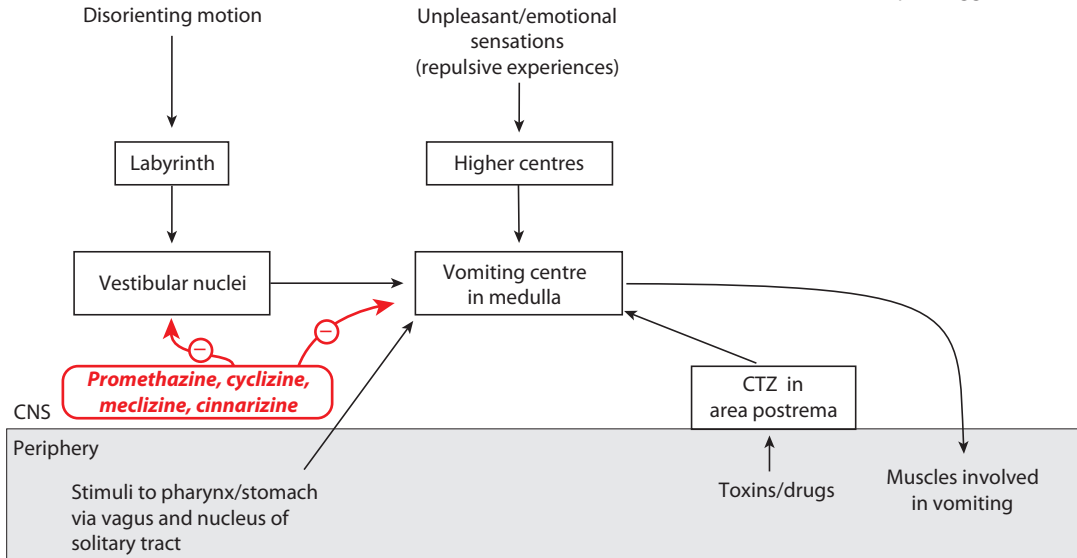 Disorienting motion
Unpleasant/emotional
sensations
(repulsive experiences)
Labyrinth
Higher centres
Vestibular nuclei
Vomiting centre
in medulla
−
−
Promethazine, cyclizine,
meclizine, cinnarizine
CTZ in
area postrema
CNS
Periphery
Stimuli to pharynx/stomach
via vagus and nucleus of
solitary tract
Toxins/drugs
Muscles involved
in vomiting